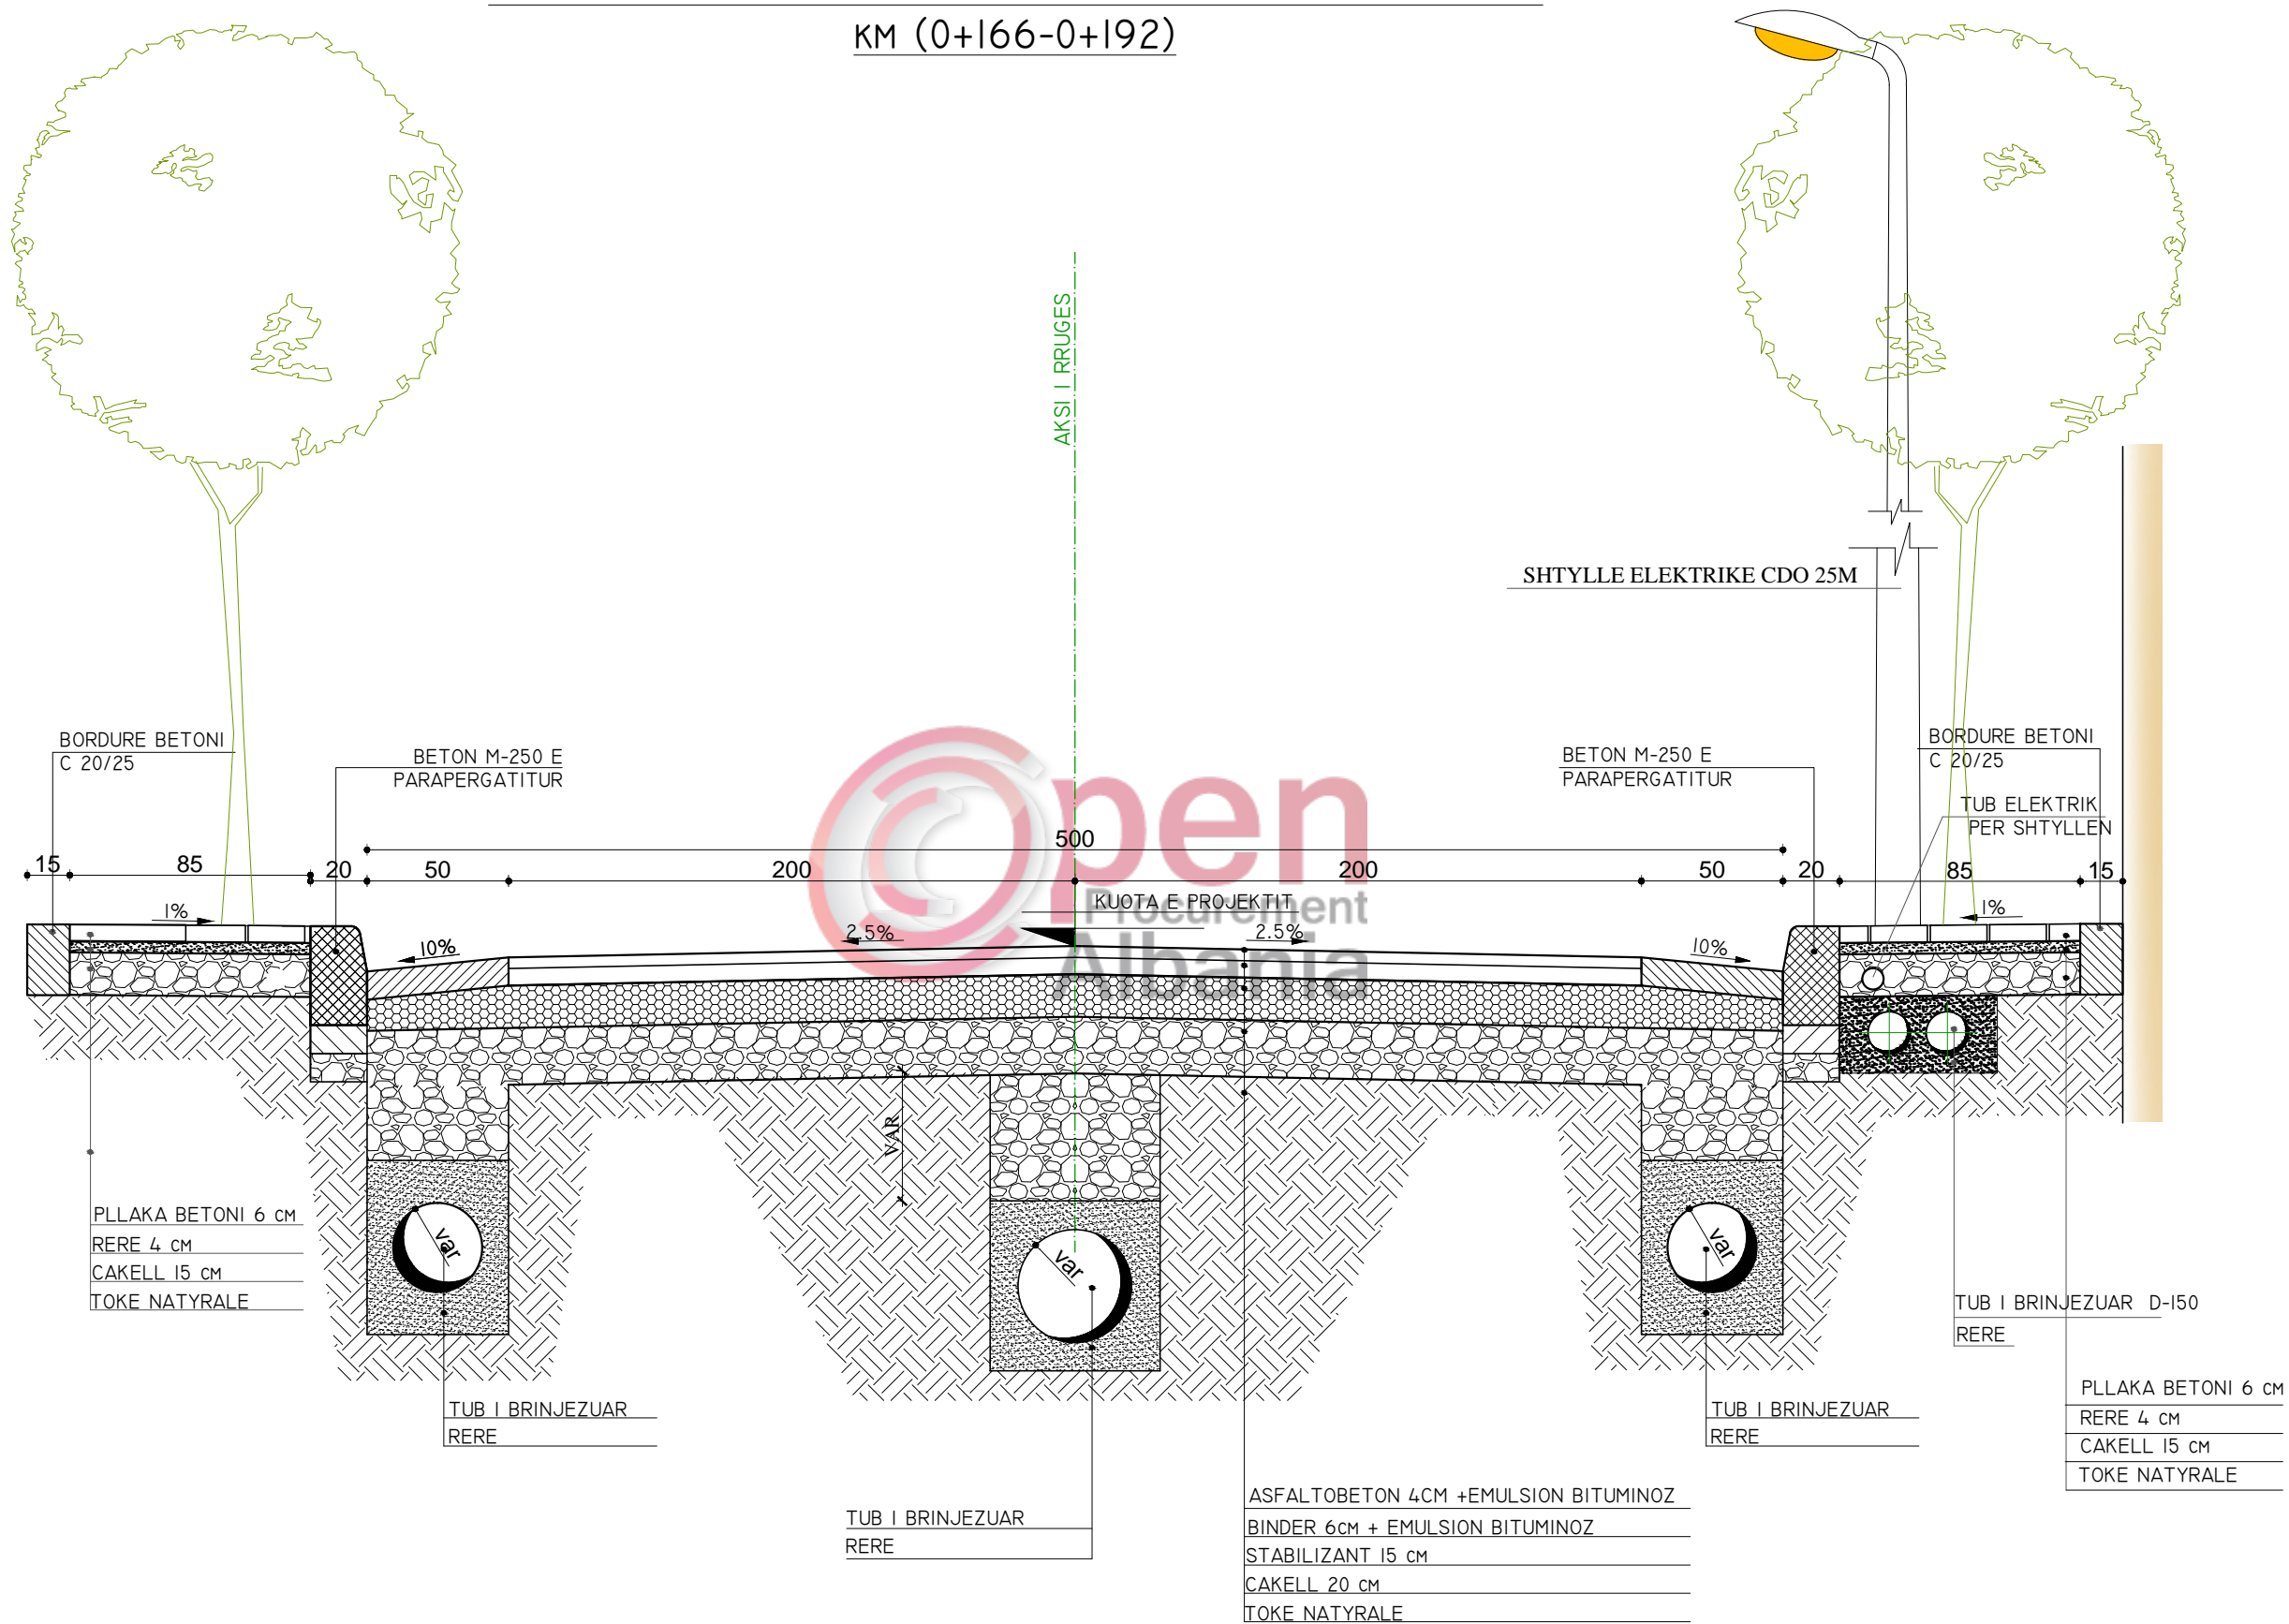 KM (0+166-0+192)
AKSI I RRUGES
SHTYLLE ELEKTRIKE CDO 25M
BORDURE BETONI
C 20/25
BETON M-250 E
PARAPERGATITUR
BETON M-250 E
PARAPERGATITUR
BORDURE BETONI
C 20/25
TUB ELEKTRIK
PER SHTYLLEN
Open
Procurement
Albania
500
15 85 20 50 200 200 50 20 85 15
KUOTA E PROJEKTIT
1% 10% 2.5% 2.5% 10% 1%
VAR
var
var
var
PLLAKA BETONI 6 CM
RERE 4 CM
CAKELL 15 CM
TOKE NATYRALE
TUB I BRINJEZUAR
RERE
TUB I BRINJEZUAR
RERE
ASFALTOBETON 4CM +EMULSION BITUMINOZ
BINDER 6CM + EMULSION BITUMINOZ
STABILIZANT 15 CM
CAKELL 20 CM
TOKE NATYRALE
TUB I BRINJEZUAR
RERE
TUB I BRINJEZUAR D-150
RERE
PLLAKA BETONI 6 CM
RERE 4 CM
CAKELL 15 CM
TOKE NATYRALE